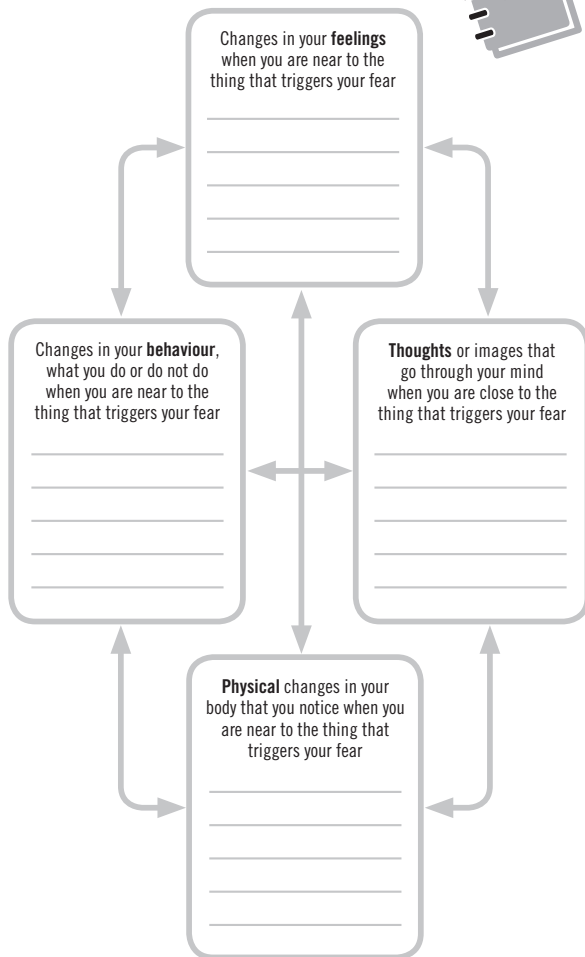 Changes in your feelings
when you are near to the
thing that triggers your fear
Changes in your behaviour,
what you do or do not do
when you are near to the
thing that triggers your fear
Thoughts or images that
go through your mind
when you are close to the
thing that triggers your fear
Physical changes in your
body that you notice when you
are near to the thing that
triggers your fear